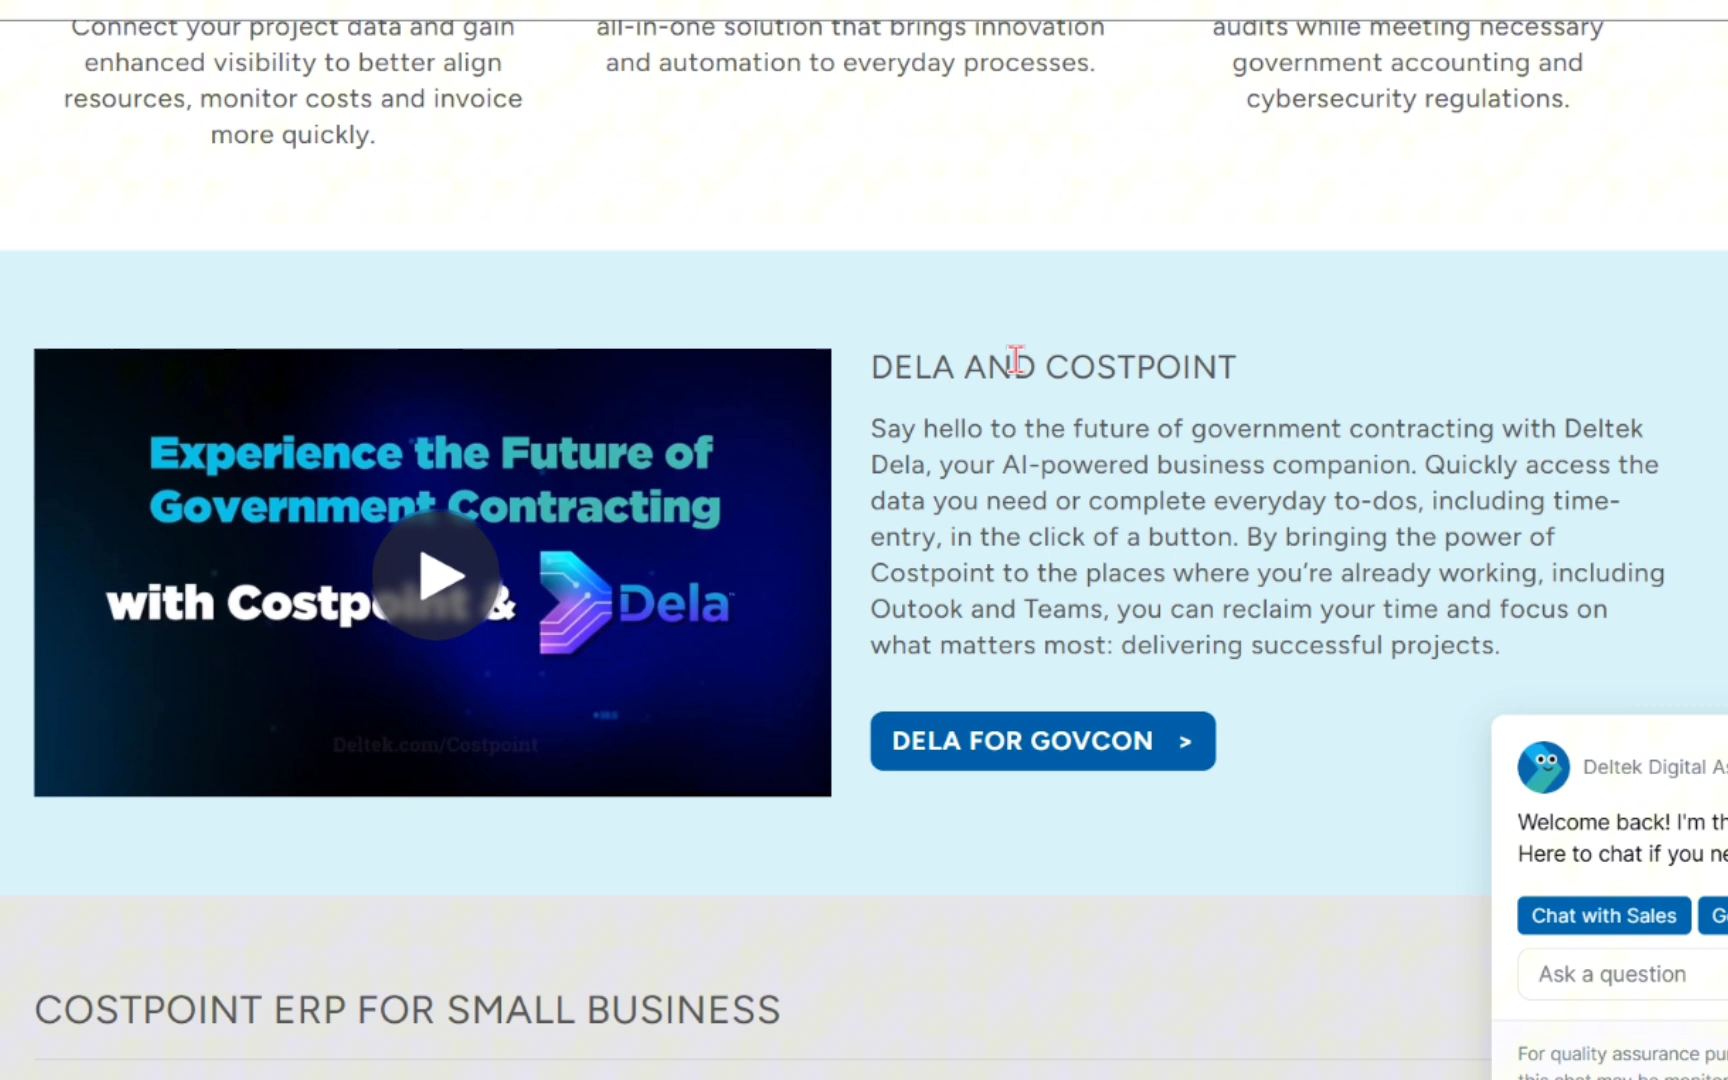 Connect your project data and gain
enhanced visibility to better align
resources, monitor costs and invoice
more quickly.
all-in-one solution that brings innovation
and automation to everyday processes.
audits while meeting necessary
government accounting and
cybersecurity regulations.
Experience the Future of
Government Contracting
with Costpoint & Dela
Deltek.com/Costpoint
DELA AND COSTPOINT
Say hello to the future of government contracting with Deltek
Dela, your AI-powered business companion. Quickly access the
data you need or complete everyday to-dos, including time-
entry, in the click of a button. By bringing the power of
Costpoint to the places where you’re already working, including
Outook and Teams, you can reclaim your time and focus on
what matters most: delivering successful projects.
DELA FOR GOVCON >
Deltek Digital
Welcome back! I'm
Here to chat if you
Chat with Sales
Ask a question
For quality assurance
this chat may be
COSTPOINT ERP FOR SMALL BUSINESS